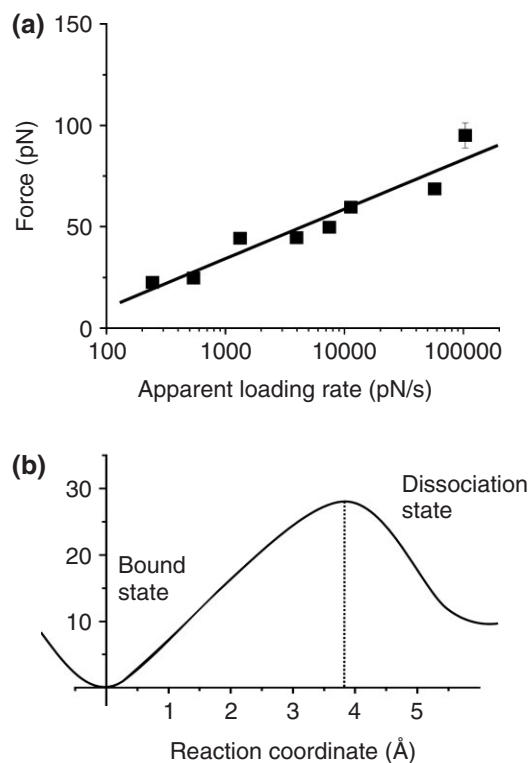 (a)
150
100
50
0
Force (pN)
100 1000 10000 100000
Apparent loading rate (pN/s)
(b)
30
20
10
Bound
state
Dissociation
state
1 2 3 4 5
Reaction coordinate (Å)